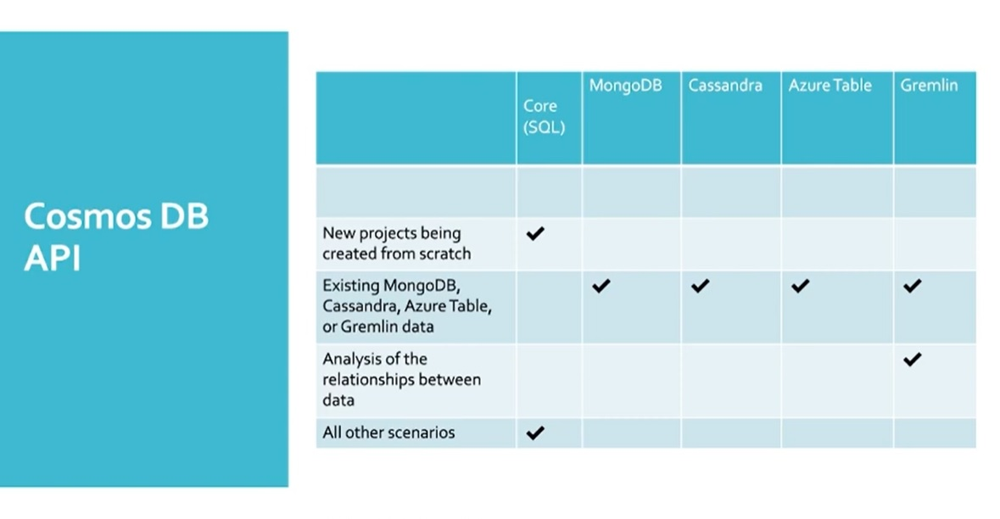 Cosmos DB
API
Core
(SQL)
MongoDB
Cassandra
Azure Table
Gremlin
New projects being
created from scratch
✔
Existing MongoDB,
Cassandra, Azure Table,
or Gremlin data
✔ ✔ ✔ ✔
Analysis of the
relationships between
data
✔
All other scenarios
✔